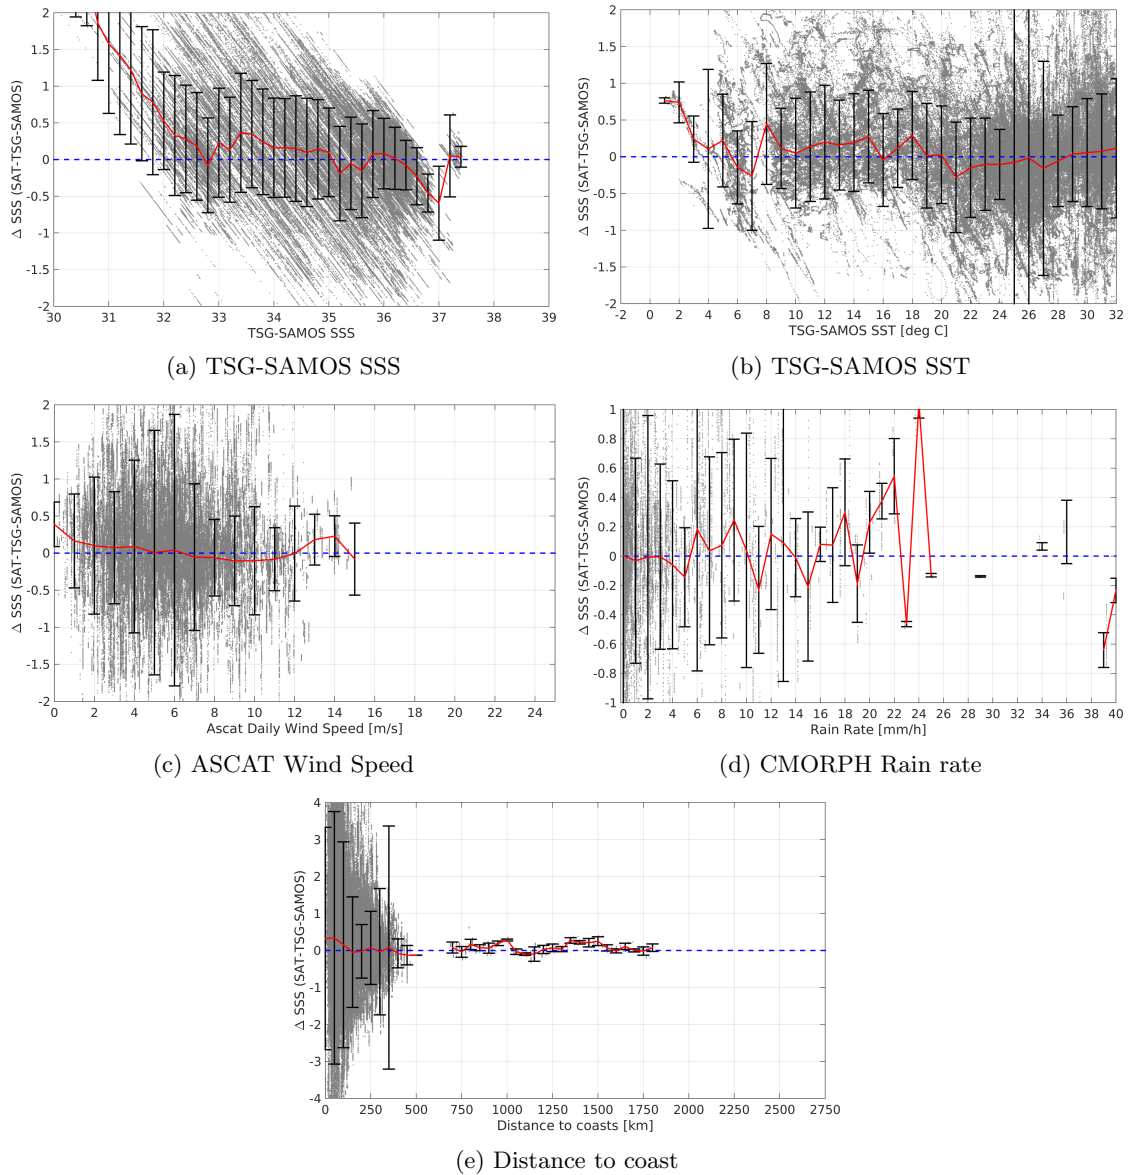 2
1.5
1
0.5
0
-0.5
-1
-1.5
-2
Δ SSS (SAT-TSG-SAMOS)
30 31 32 33 34 35 36 37 38 39
TSG-SAMOS SSS
(a) TSG-SAMOS SSS
2
1.5
1
0.5
0
-0.5
-1
-1.5
-2
Δ SSS (SAT-TSG-SAMOS)
-2 0 2 4 6 8 10 12 14 16 18 20 22 24 26 28 30 32
TSG-SAMOS SST [deg C]
(b) TSG-SAMOS SST
2
1.5
1
0.5
0
-0.5
-1
-1.5
-2
Δ SSS (SAT-TSG-SAMOS)
0 2 4 6 8 10 12 14 16 18 20 22 24
Ascat Daily Wind Speed [m/s]
(c) ASCAT Wind Speed
1
0.8
0.6
0.4
0.2
0
-0.2
-0.4
-0.6
-0.8
-1
Δ SSS (SAT-TSG-SAMOS)
0 2 4 6 8 10 12 14 16 18 20 22 24 26 28 30 32 34 36 38 40
Rain Rate [mm/h]
(d) CMORPH Rain rate
4
3
2
1
0
-1
-2
-3
-4
Δ SSS (SAT-TSG-SAMOS)
0 250 500 750 1000 1250 1500 1750 2000 2250 2500 2750
Distance to coasts [km]
(e) Distance to coast